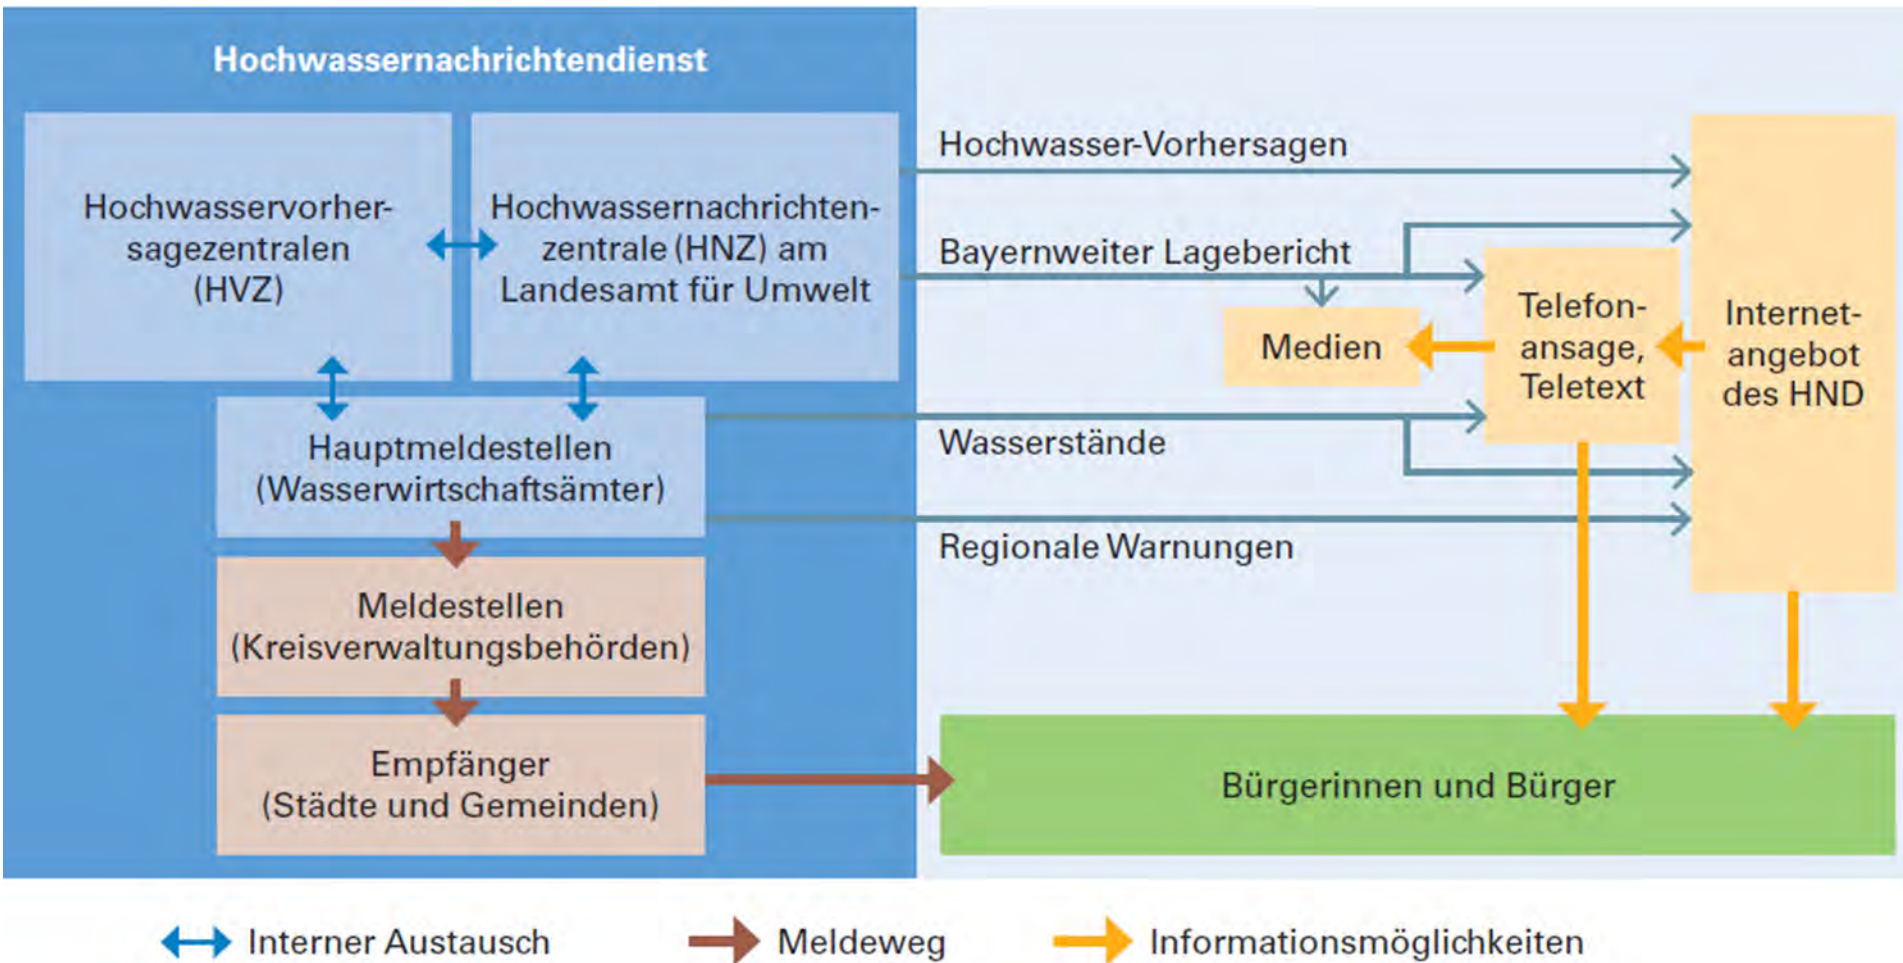 Hochwassernachrichtendienst
Hochwasservorher-
sagezentralen
(HVZ)
Hochwassernachrichten-
zentrale (HNZ) am
Landesamt für Umwelt
Hauptmeldestellen
(Wasserwirtschaftsämter)
Meldestellen
(Kreisverwaltungsbehörden)
Empfänger
(Städte und Gemeinden)
Hochwasser-Vorhersagen
Bayernweiter Lagebericht
Medien
Telefon-
ansage,
Teletext
Internet-
angebot
des HND
Wasserstände
Regionale Warnungen
Bürgerinnen und Bürger
Interner Austausch
Meldeweg
Informationsmöglichkeiten